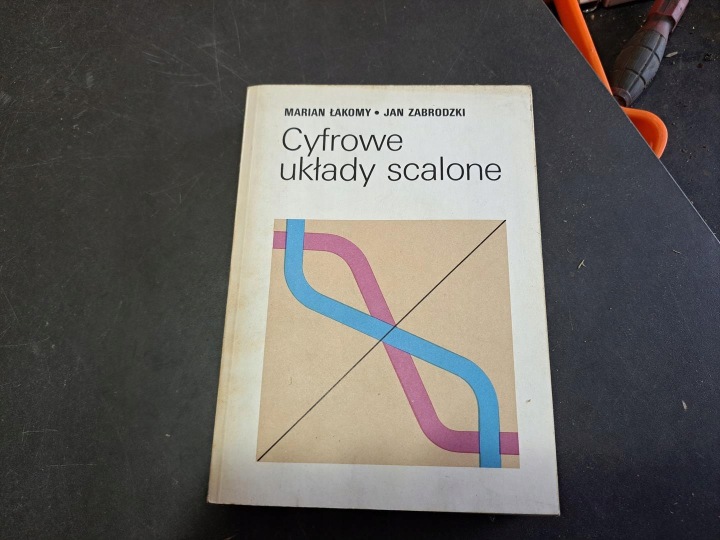 MARIAN ŁAKOMY • JAN ZABRODZKI
Cyfrowe
układy scalone